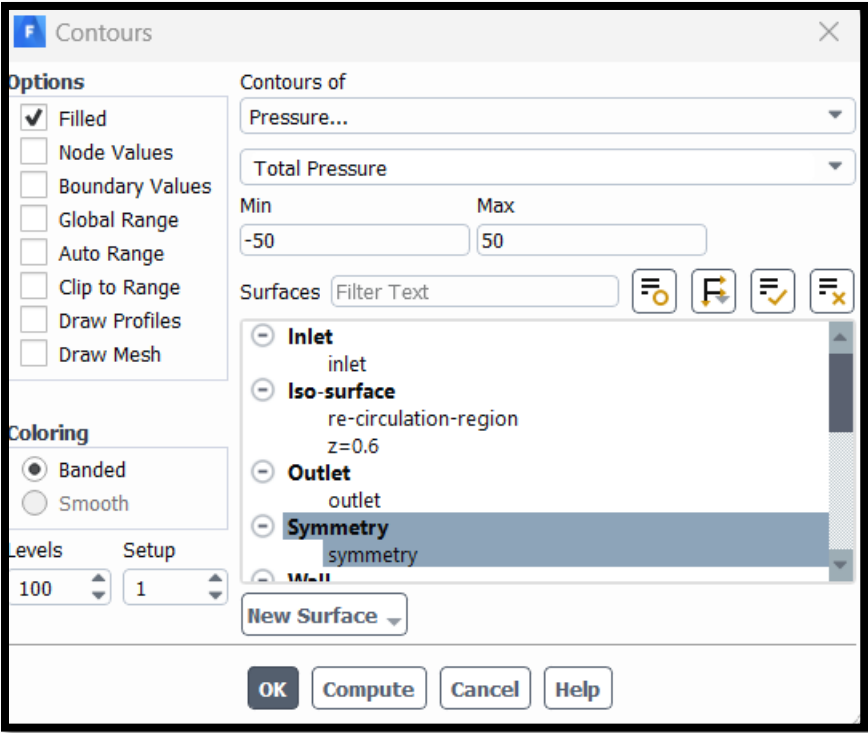 F Contours
Options
Filled
Node Values
Boundary Values
Global Range
Auto Range
Clip to Range
Draw Profiles
Draw Mesh
Coloring
Banded
Smooth
Levels Setup
100 1
Contours of
Pressure...
Total Pressure
Min Max
-50 50
Surfaces Filter Text
Inlet
inlet
Iso-surface
re-circulation-region
z=0.6
Outlet
outlet
Symmetry
symmetry
Wall
New Surface
OK Compute Cancel Help